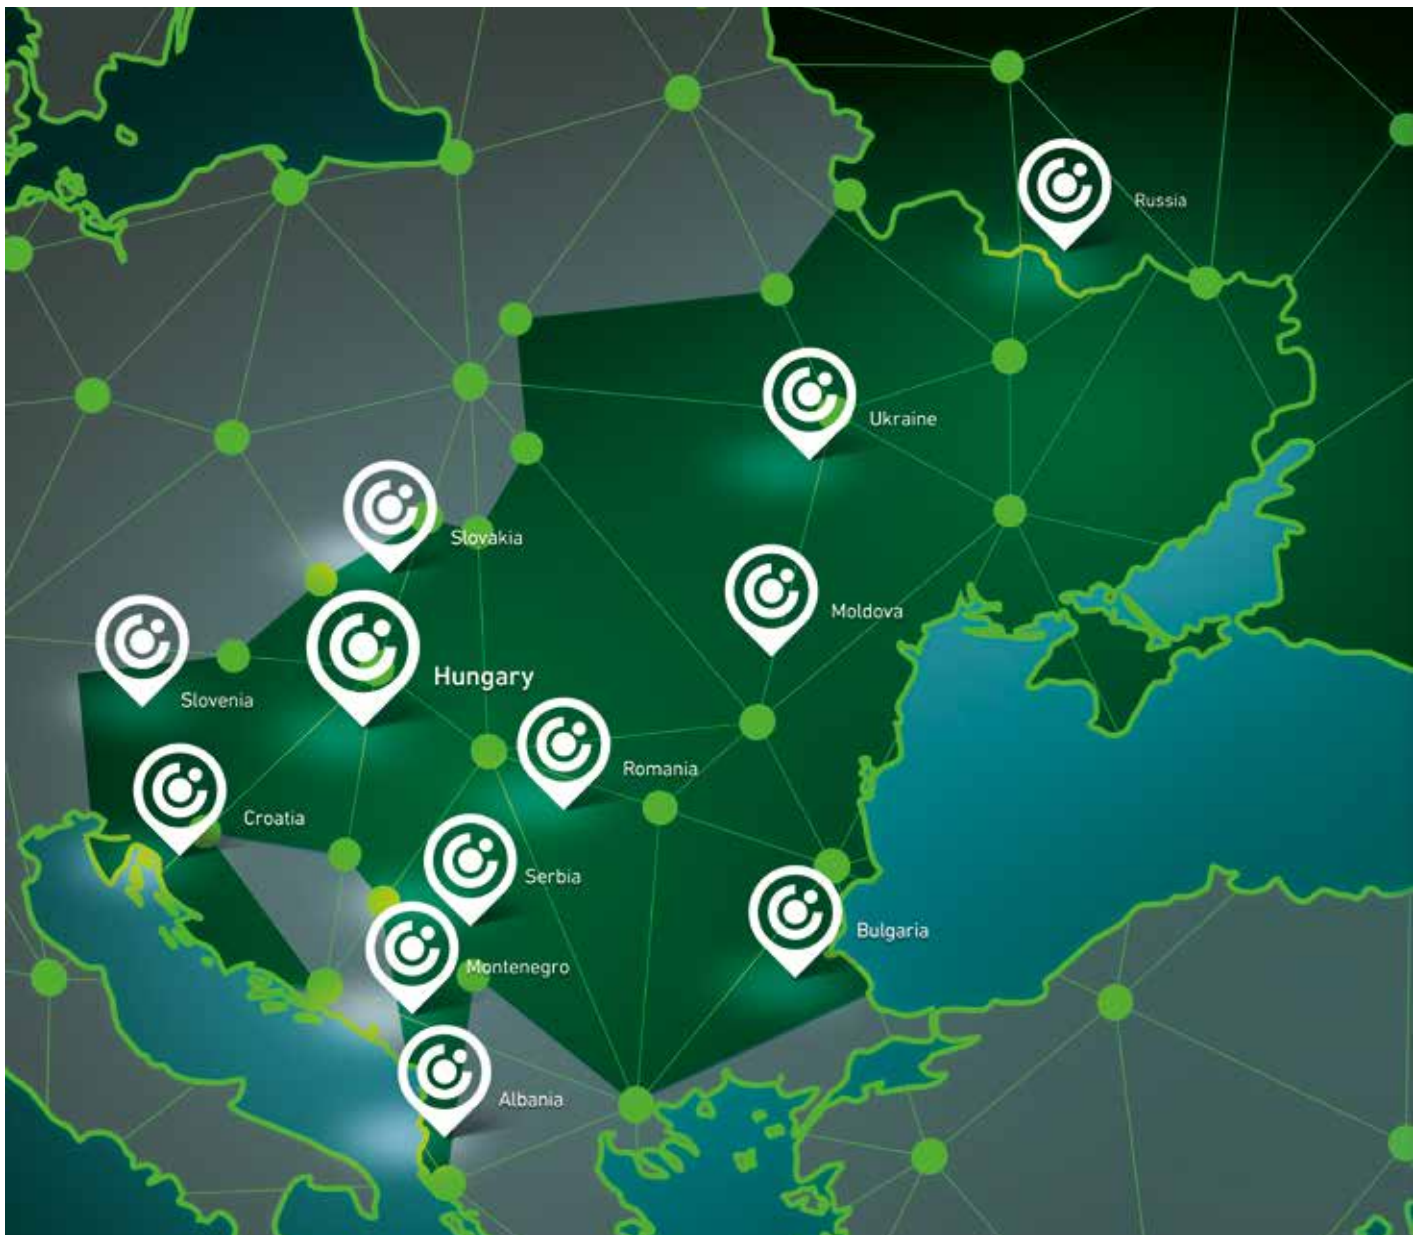 Russia
Ukraine
Slovakia
Moldova
Hungary
Slovenia
Romania
Croatia
Serbia
Bulgaria
Montenegro
Albania